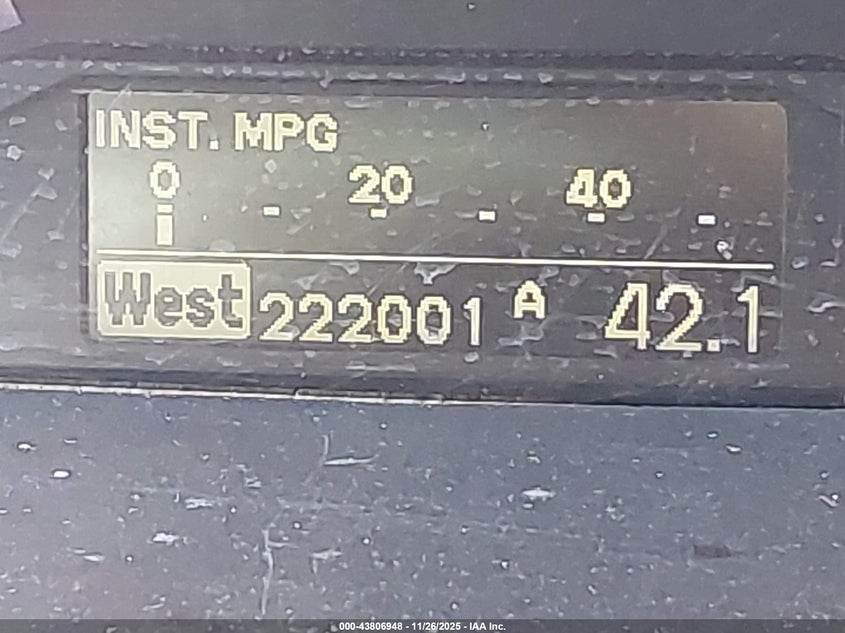 INST. MPG
0 20 40
West 222001 A 42.1
000-43806948 - 11/26/2025 - IAA Inc.